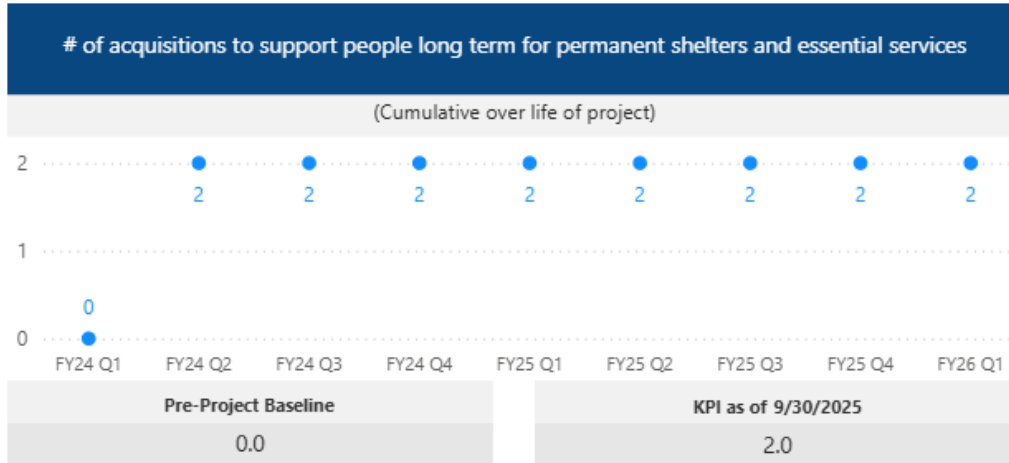 # of acquisitions to support people long term for permanent shelters and essential services
(Cumulative over life of project)
2
2 2 2 2 2 2 2 2
1
0
0
FY24 Q1 FY24 Q2 FY24 Q3 FY24 Q4 FY25 Q1 FY25 Q2 FY25 Q3 FY25 Q4 FY26 Q1
Pre-Project Baseline KPI as of 9/30/2025
0.0 2.0